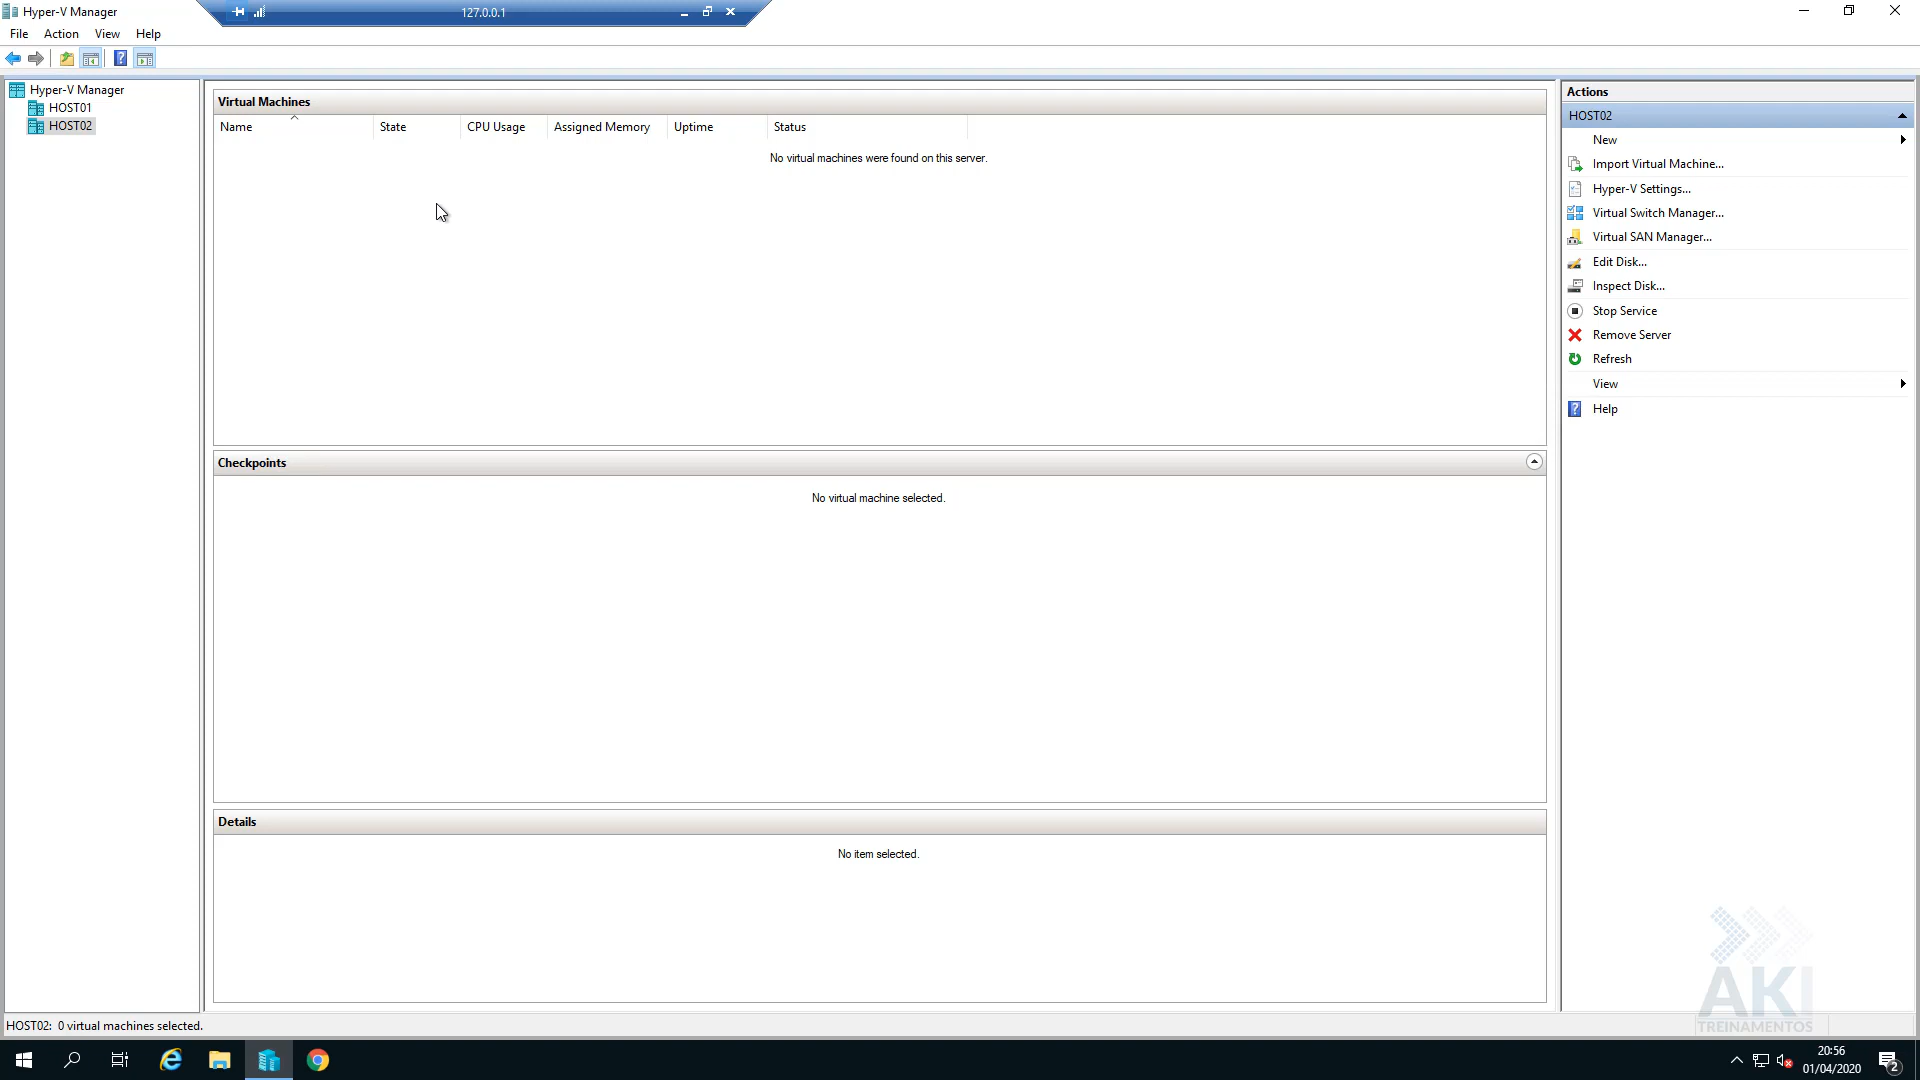 Hyper-V Manager
127.0.0.1
File Action View Help
Hyper-V Manager
HOST01
HOST02
Virtual Machines
Name State CPU Usage Assigned Memory Uptime Status
No virtual machines were found on this server.
Checkpoints
No virtual machine selected.
Details
No item selected.
Actions
HOST02
New
Import Virtual Machine...
Hyper-V Settings...
Virtual Switch Manager...
Virtual SAN Manager...
Edit Disk...
Inspect Disk...
Stop Service
Remove Server
Refresh
View
Help
AKI
TREINAMENTOS
HOST02: 0 virtual machines selected.
20:56
01/04/2020
2